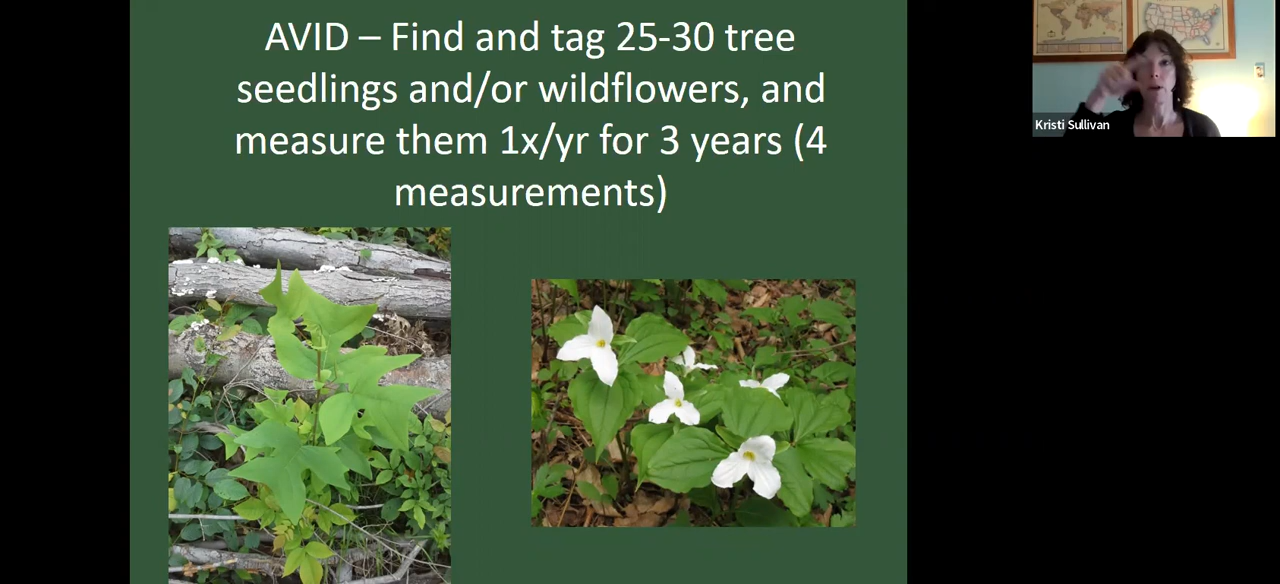 AVID – Find and tag 25-30 tree
seedlings and/or wildflowers, and
measure them 1x/yr for 3 years (4
measurements)
Kristi Sullivan